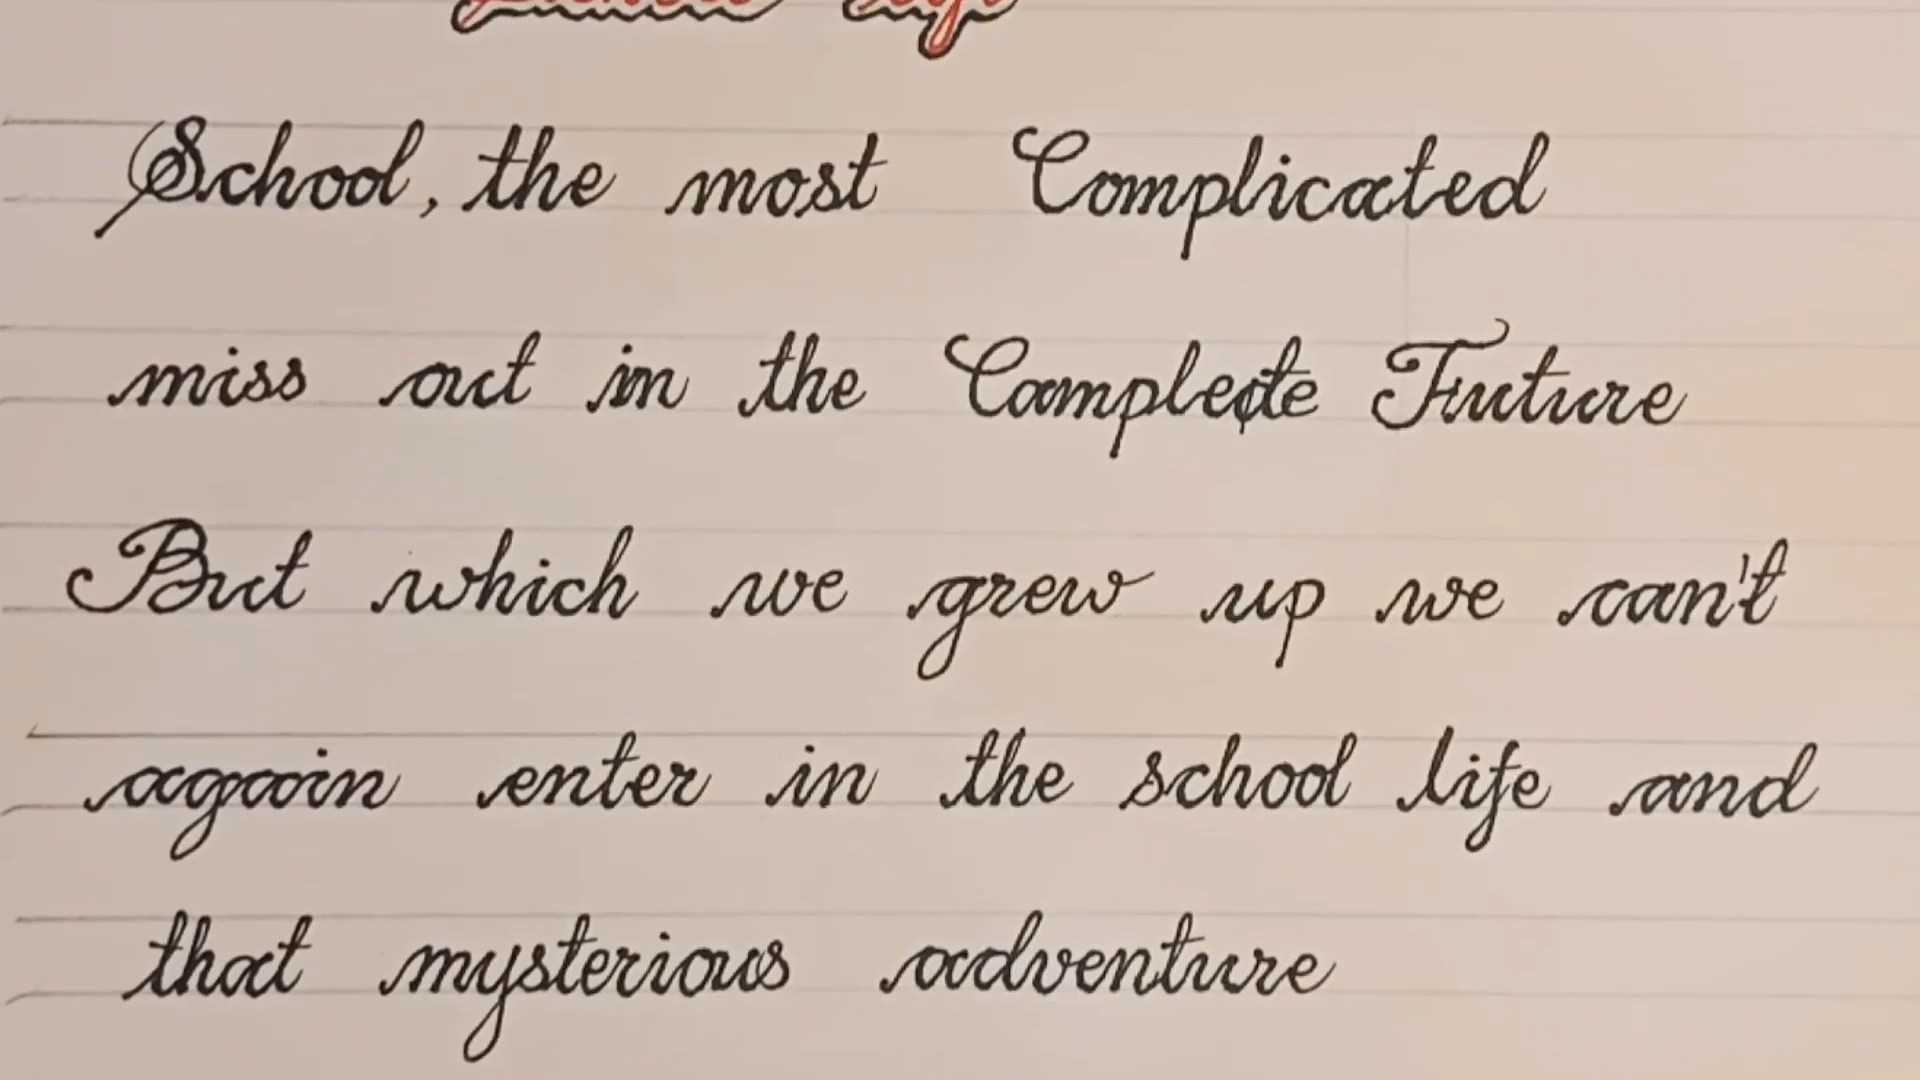 School, the most Complicated
miss out in the Complete Future
But which we grew up we can't
again enter in the school life and
that mysterious adventure